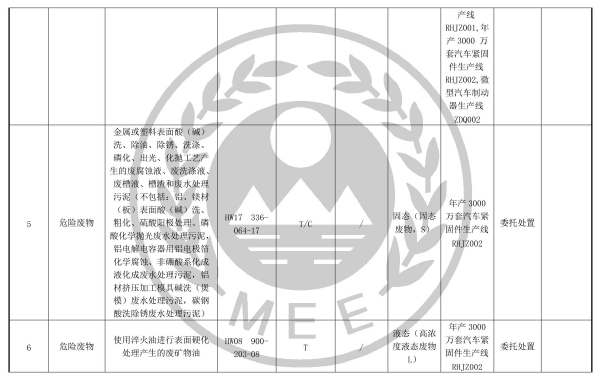 产线
RHJZ001,年
产 3000 万
套汽车紧固
件生产线
RHJZ002,微
型汽车制动
器生产线
ZDQ002
5
危险废物
金属或塑料表面酸（碱）
洗、除油、除锈、洗涤、
磷化、出光、化抛工艺产
生的废腐蚀液、废洗涤液、
废槽液、槽渣和废水处理
污泥（不包括：铝、镁材
（板）表面酸（碱）洗、
粗化、硫酸阳极处理、磷
酸化学抛光废水处理污泥，
铝电解电容器用铝电极箔
化学腐蚀、非硼酸系化成
液化成废水处理污泥，铝
材挤压加工模具碱洗（煲
模）废水处理污泥，碳钢
酸洗除锈废水处理污泥）
HW17 336-
064-17
T/C
/
固态（固态
废物，S）
年产 3000
万套汽车紧
固件生产线
RHJZ002
委托处置
6
危险废物
使用淬火油进行表面硬化
处理产生的废矿物油
HW08 900-
203-08
T
/
液态（高浓
度液态废物
L）
年产 3000
万套汽车紧
固件生产线
RHJZ002
委托处置
MEE